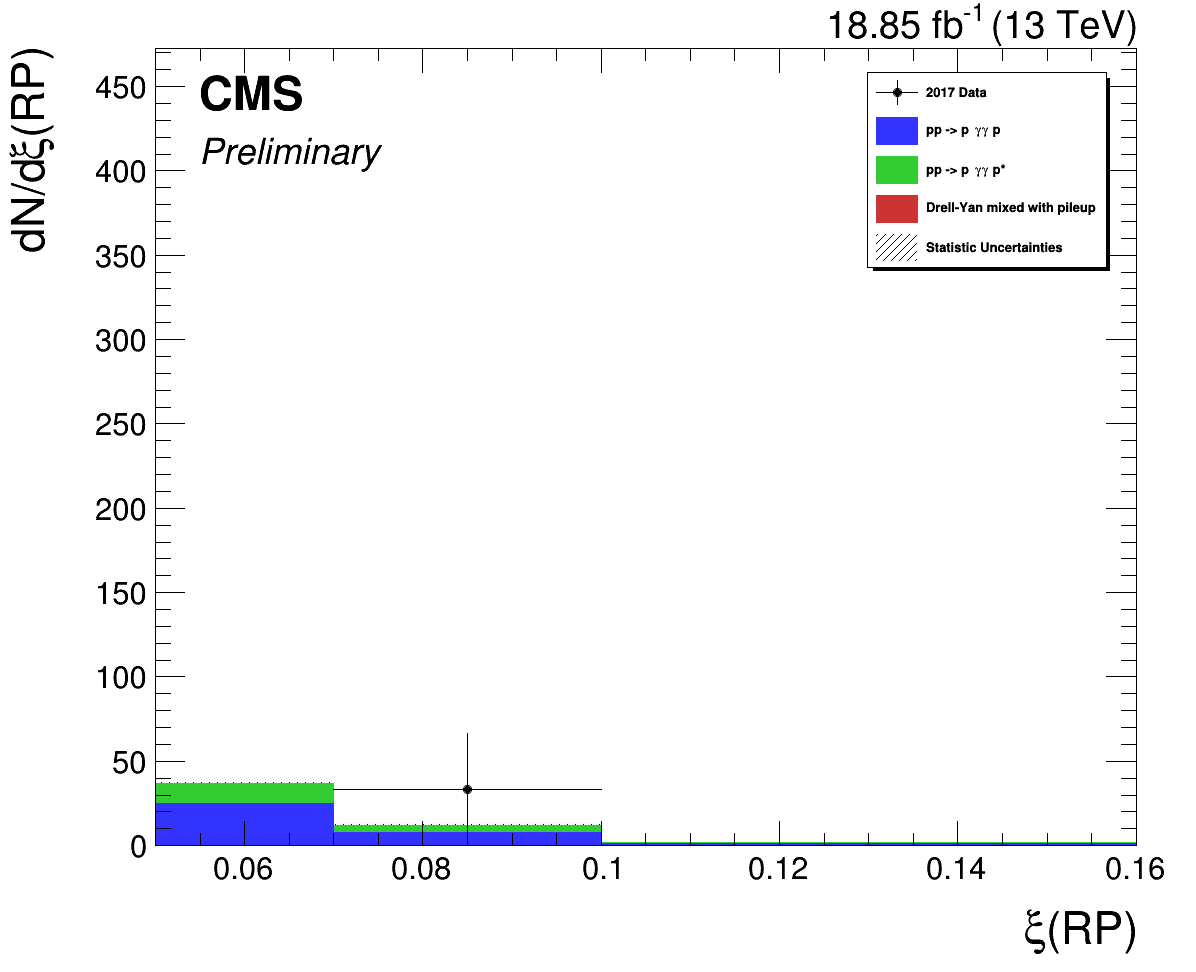 18.85 fb⁻¹ (13 TeV)
CMS
Preliminary
2017 Data
pp -> p γγ p
pp -> p γγ p*
Drell-Yan mixed with pileup
Statistic Uncertainties
dN/dξ(RP)
450
400
350
300
250
200
150
100
50
0
0.06 0.08 0.1 0.12 0.14 0.16
ξ(RP)